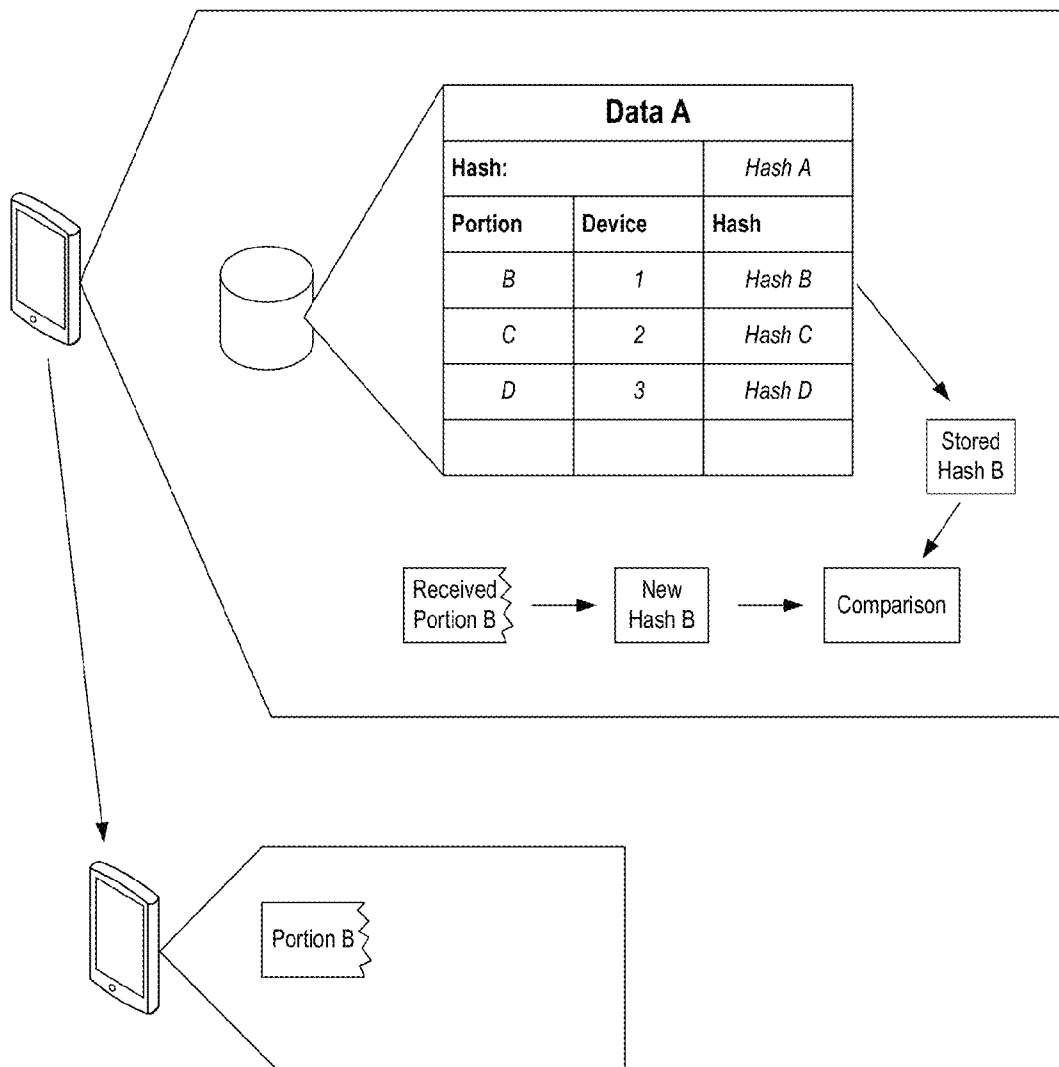 Data A
Hash: Hash A
Portion Device Hash
B 1 Hash B
C 2 Hash C
D 3 Hash D
Stored
Hash B
Received
Portion B
New
Hash B
Comparison
Portion B